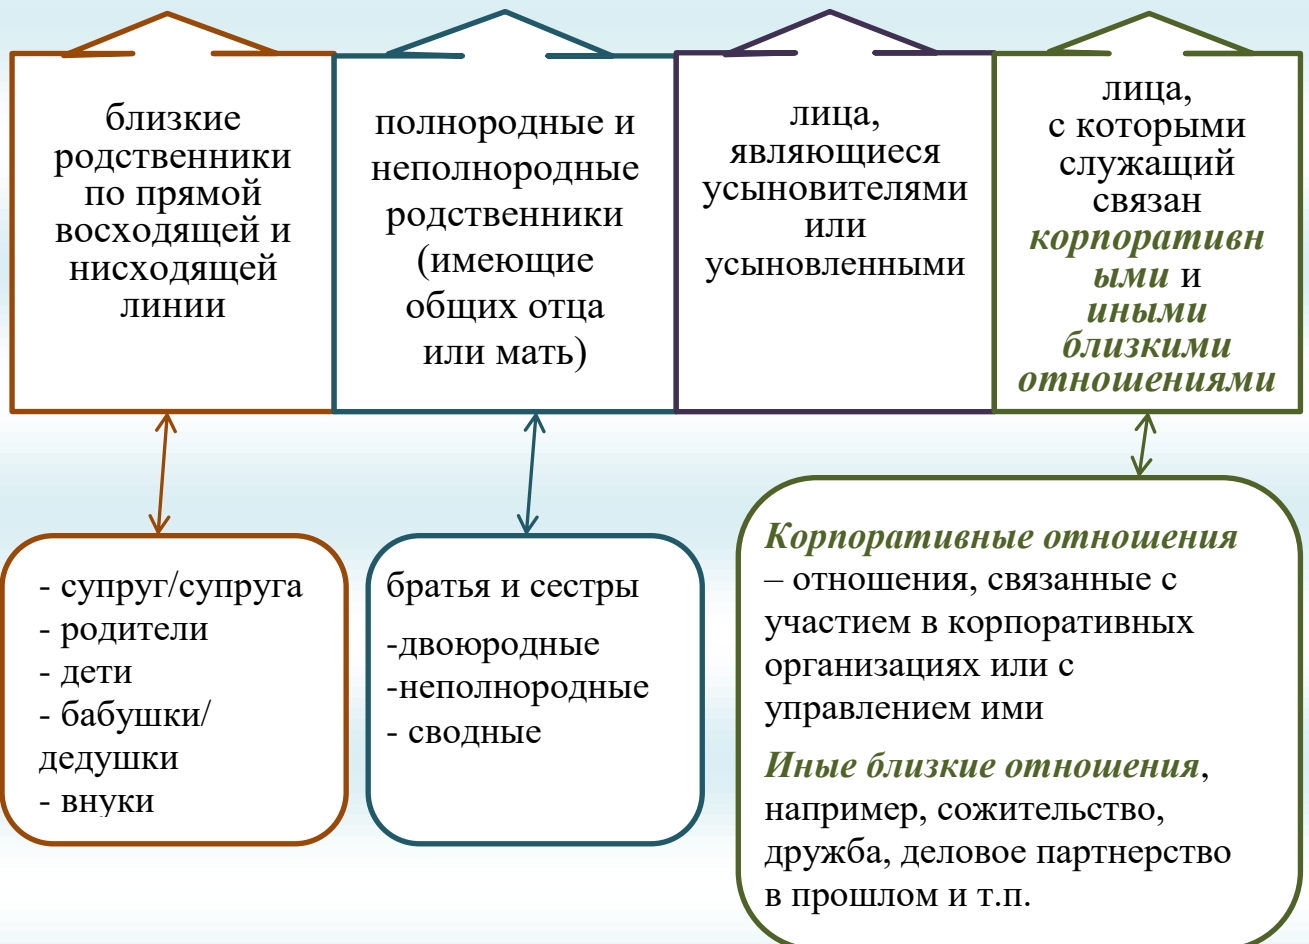 близкие
родственники
по прямой
восходящей и
нисходящей
линии
полнородные и
неполнородные
родственники
(имеющие
общих отца
или мать)
лица,
являющиеся
усыновителями
или
усыновленными
лица,
с которыми
служащий
связан
корпоративн
ыми и
иными
близкими
отношениями
- супруг/супруга
- родители
- дети
- бабушки/
дедушки
- внуки
братья и сестры
-двоюродные
-неполнородные
- сводные
Корпоративные отношения
– отношения, связанные с
участием в корпоративных
организациях или с
управлением ими
Иные близкие отношения,
например, сожительство,
дружба, деловое партнерство
в прошлом и т.п.